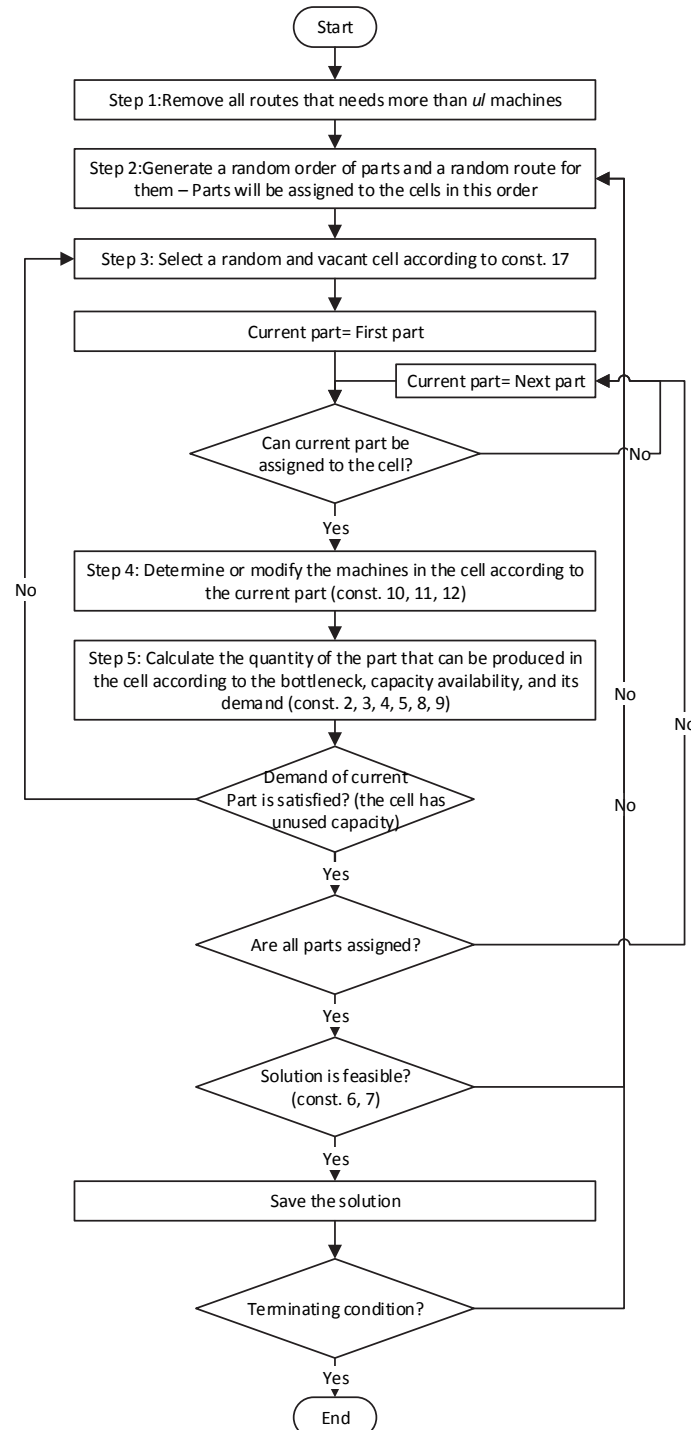 Start
Step 1:Remove all routes that needs more than ul machines
Step 2:Generate a random order of parts and a random route for
them – Parts will be assigned to the cells in this order
Step 3: Select a random and vacant cell according to const. 17
Current part= First part
Current part= Next part
Can current part be
assigned to the cell?
No
Yes
Step 4: Determine or modify the machines in the cell according to
the current part (const. 10, 11, 12)
No
Step 5: Calculate the quantity of the part that can be produced in
the cell according to the bottleneck, capacity availability, and its
demand (const. 2, 3, 4, 5, 8, 9)
No
No
Demand of current
Part is satisfied? (the cell has
unused capacity)
No
Yes
Are all parts assigned?
Yes
Solution is feasible?
(const. 6, 7)
Yes
Save the solution
Terminating condition?
Yes
End